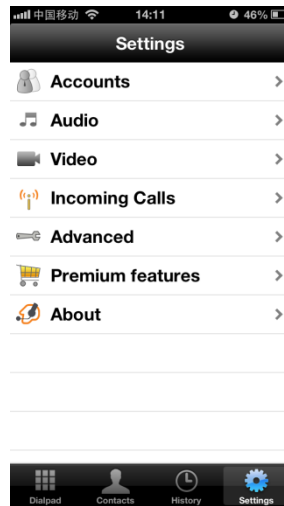 中国移动 14:11 46%
Settings
Accounts
Audio
Video
Incoming Calls
Advanced
Premium features
About
Dialpad Contacts History Settings